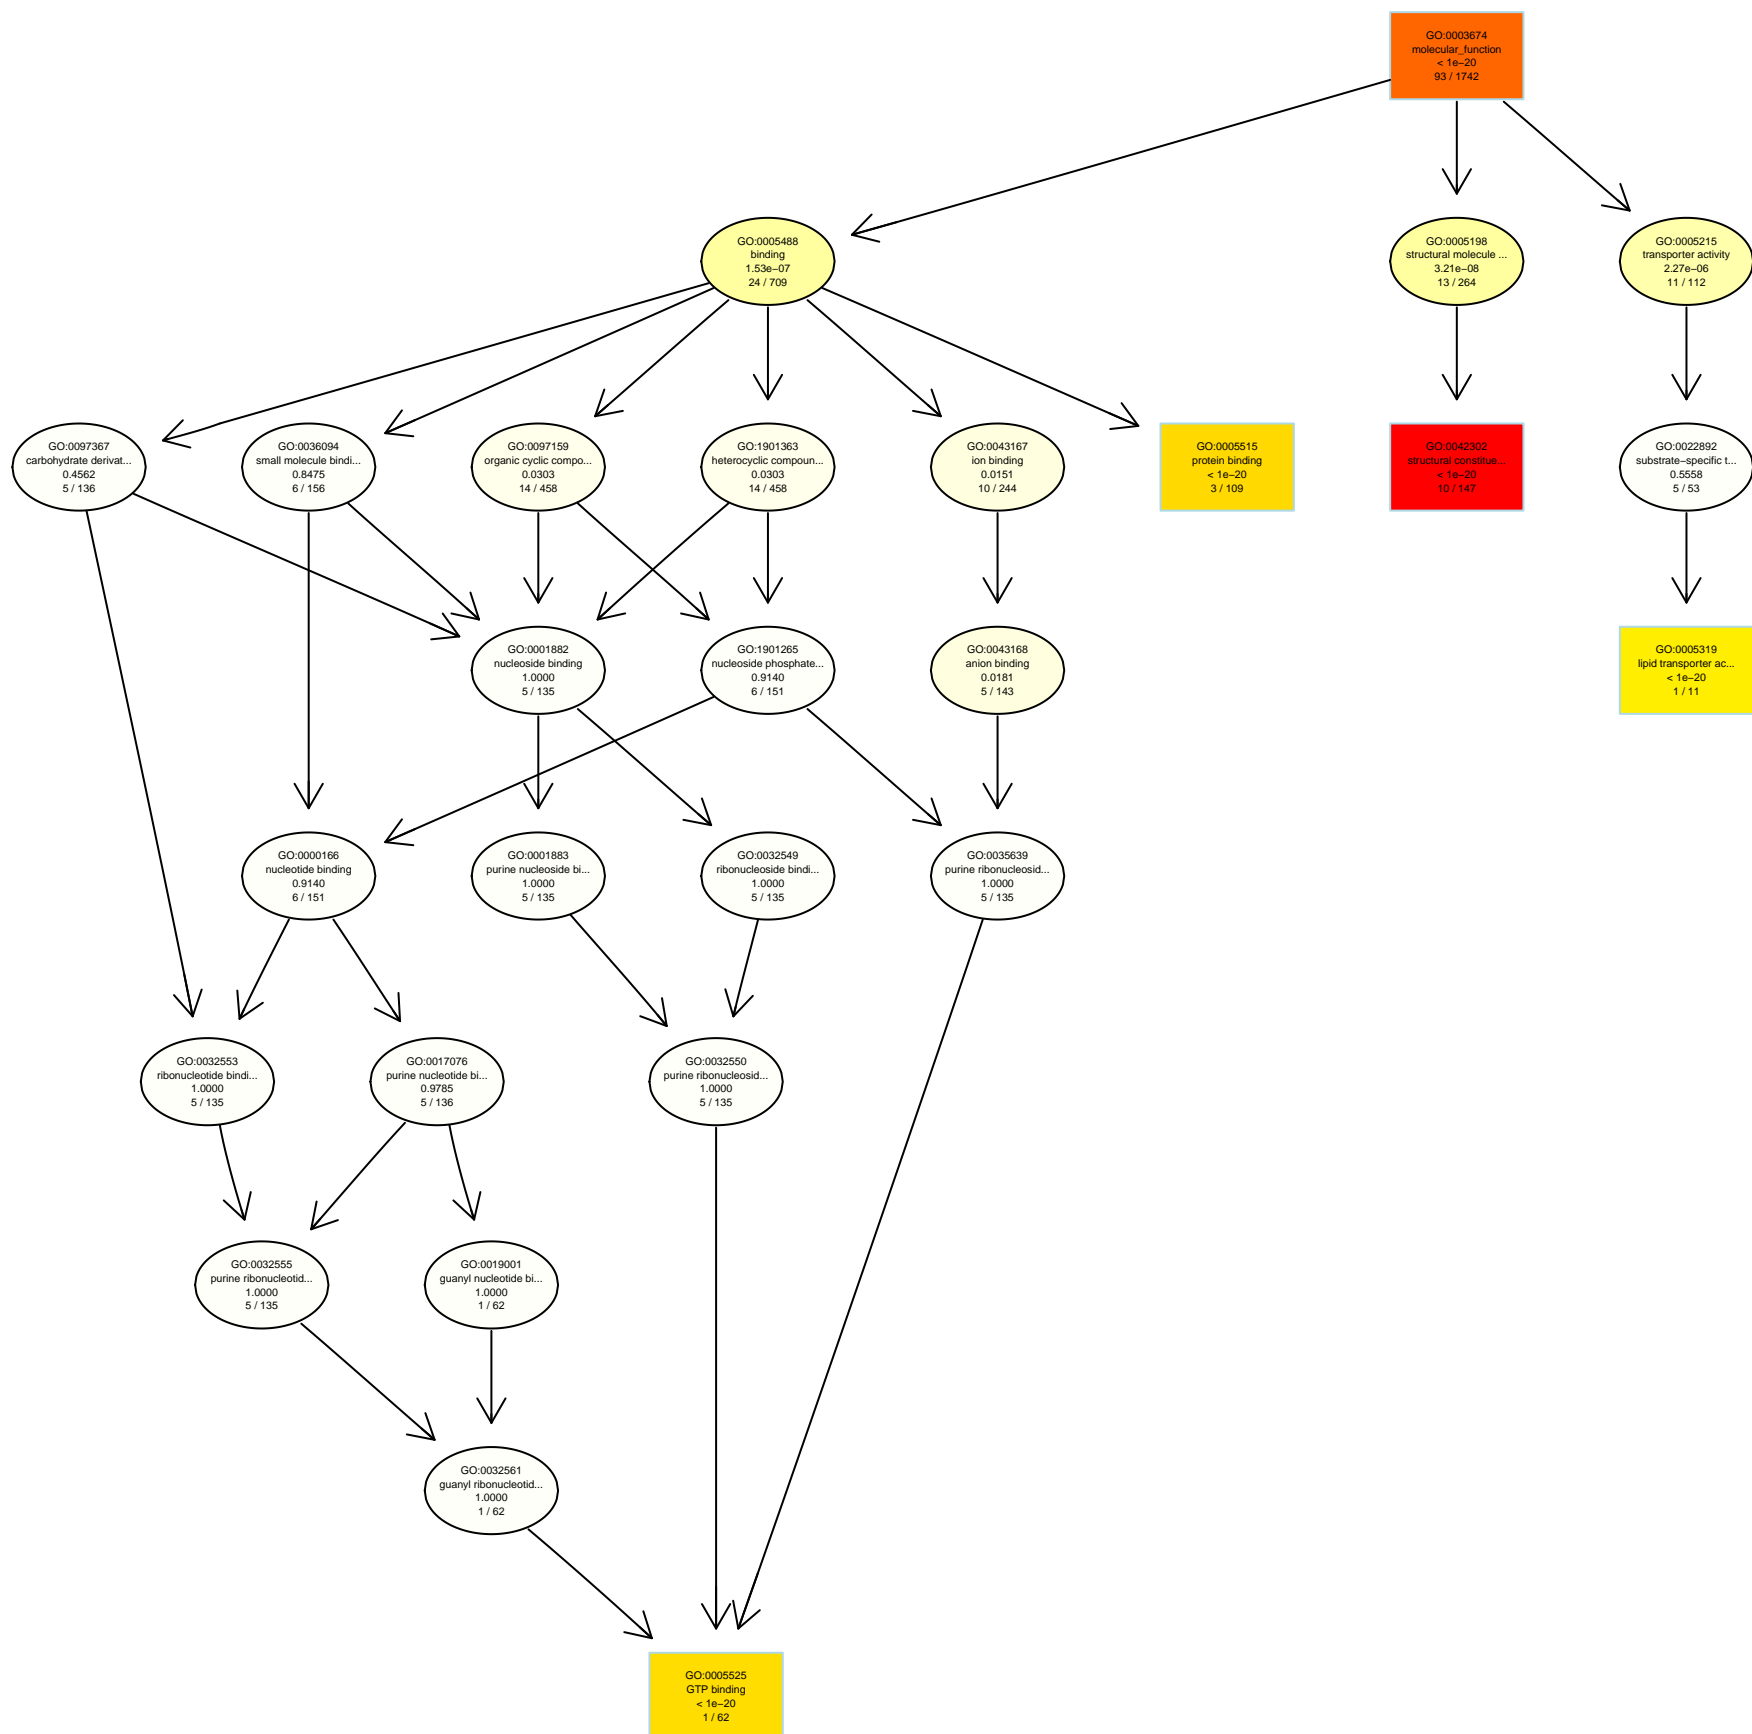 GO:0003674
molecular_function
< 1e−20
93 / 1742
GO:0005488
binding
1.53e−07
24 / 709
GO:0005198
structural molecule ...
3.21e−08
13 / 264
GO:0005215
transporter activity
2.27e−06
11 / 112
GO:0097367
carbohydrate derivat...
0.4562
5 / 136
GO:0036094
small molecule bindi...
0.8475
6 / 156
GO:0097159
organic cyclic compo...
0.0303
14 / 458
GO:1901363
heterocyclic compoun...
0.0303
14 / 458
GO:0043167
ion binding
0.0151
10 / 244
GO:0005515
protein binding
< 1e−20
3 / 109
GO:0042302
structural constitue...
< 1e−20
10 / 147
GO:0022892
substrate−specific t...
0.5558
5 / 53
GO:0001882
nucleoside binding
1.0000
5 / 135
GO:1901265
nucleoside phosphate...
0.9140
6 / 151
GO:0043168
anion binding
0.0181
5 / 143
GO:0005319
lipid transporter ac...
< 1e−20
1 / 11
GO:0000166
nucleotide binding
0.9140
6 / 151
GO:0001883
purine nucleoside bi...
1.0000
5 / 135
GO:0032549
ribonucleoside bindi...
1.0000
5 / 135
GO:0035639
purine ribonucleosid...
1.0000
5 / 135
GO:0032553
ribonucleotide bindi...
1.0000
5 / 135
GO:0017076
purine nucleotide bi...
0.9785
5 / 136
GO:0032550
purine ribonucleosid...
1.0000
5 / 135
GO:0032555
purine ribonucleotid...
1.0000
5 / 135
GO:0019001
guanyl nucleotide bi...
1.0000
1 / 62
GO:0032561
guanyl ribonucleotid...
1.0000
1 / 62
GO:0005525
GTP binding
< 1e−20
1 / 62